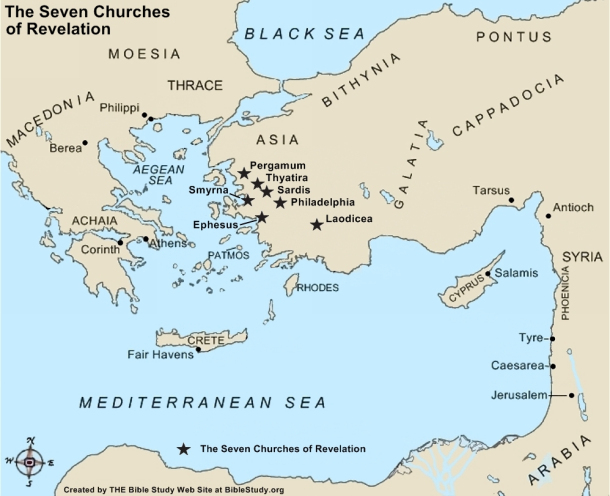 The Seven Churches
of Revelation
BLACK SEA
PONTUS
MOESIA
BITHYNIA
THRACE
MACEDONIA
CAPPADOCIA
Philippi
GALATIA
ASIA
Berea
AEGEAN
SEA
Pergamum
Thyatira
Sardis
Smyrna
Philadelphia
Tarsus
Antioch
ACHAIA
Ephesus
Laodicea
Corinth
Athens
PATMOS
SYRIA
RHODES
CYPRUS
Salamis
PHOENICIA
CRETE
Fair Havens
Tyre
Caesarea
Jerusalem
MEDITERRANEAN SEA
ARABIA
N
W
E
S
The Seven Churches of Revelation
Created by THE Bible Study Web Site at BibleStudy.org